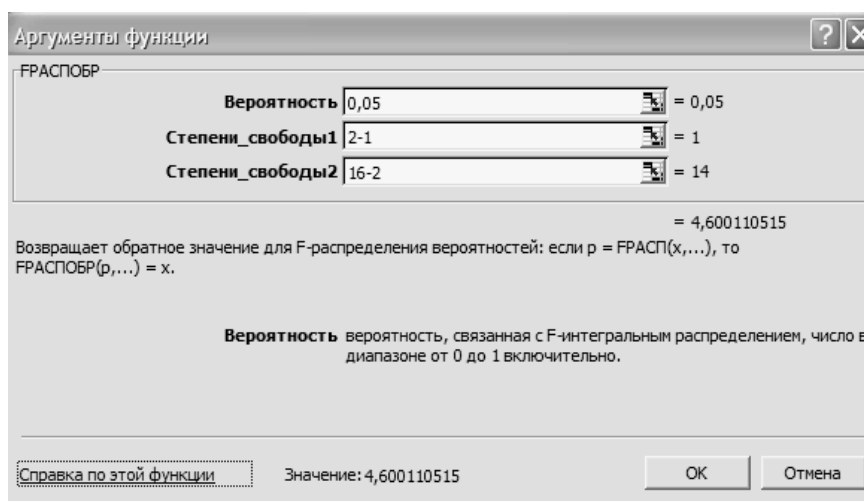 Аргументы функции
FРАСПОБР
Вероятность 0,05 = 0,05
Степени_свободы1 2-1 = 1
Степени_свободы2 16-2 = 14
= 4,600110515
Возвращает обратное значение для F-распределения вероятностей: если p = FРАСП(x,...), то
FРАСПОБР(p,...) = x.
Вероятность вероятность, связанная с F-интегральным распределением, число в
диапазоне от 0 до 1 включительно.
Справка по этой функции Значение: 4,600110515 OK Отмена